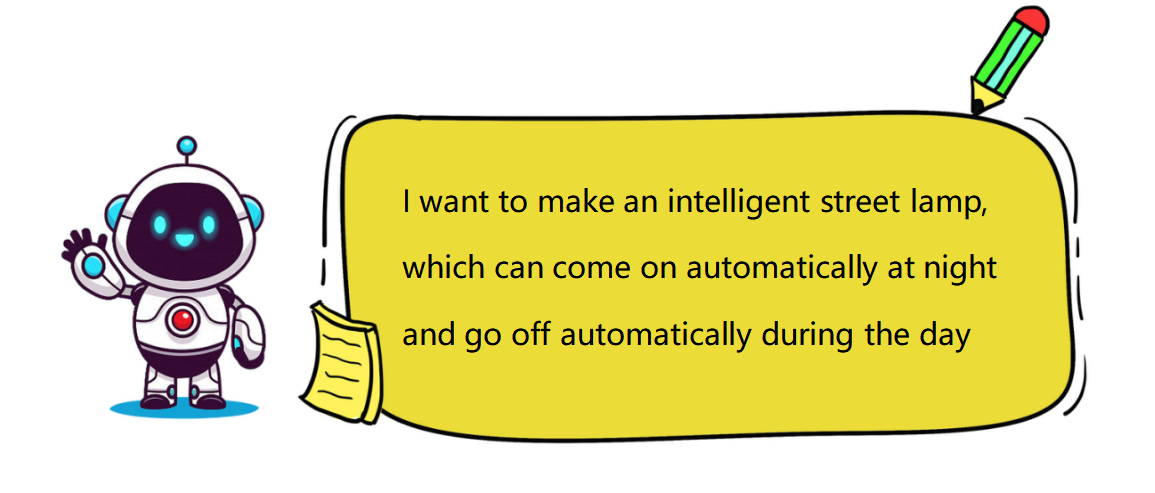 I want to make an intelligent street lamp,
which can come on automatically at night
and go off automatically during the day